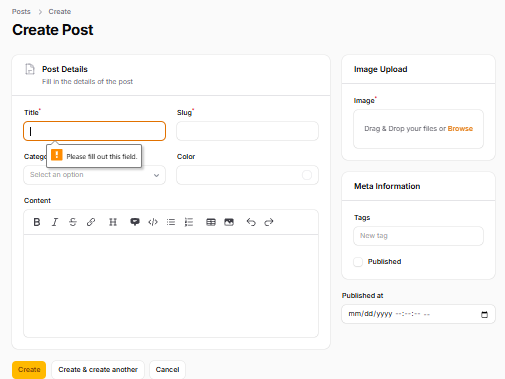 Posts > Create
Create Post
Post Details
Fill in the details of the post
Title*
Slug*
Please fill out this field.
Color
Select an option
Content
B I S H
Create
Create & create another
Cancel
Image Upload
Image*
Drag & Drop your files or Browse
Meta Information
Tags
New tag
Published
Published at
mm/dd/yyyy --:--:-- --